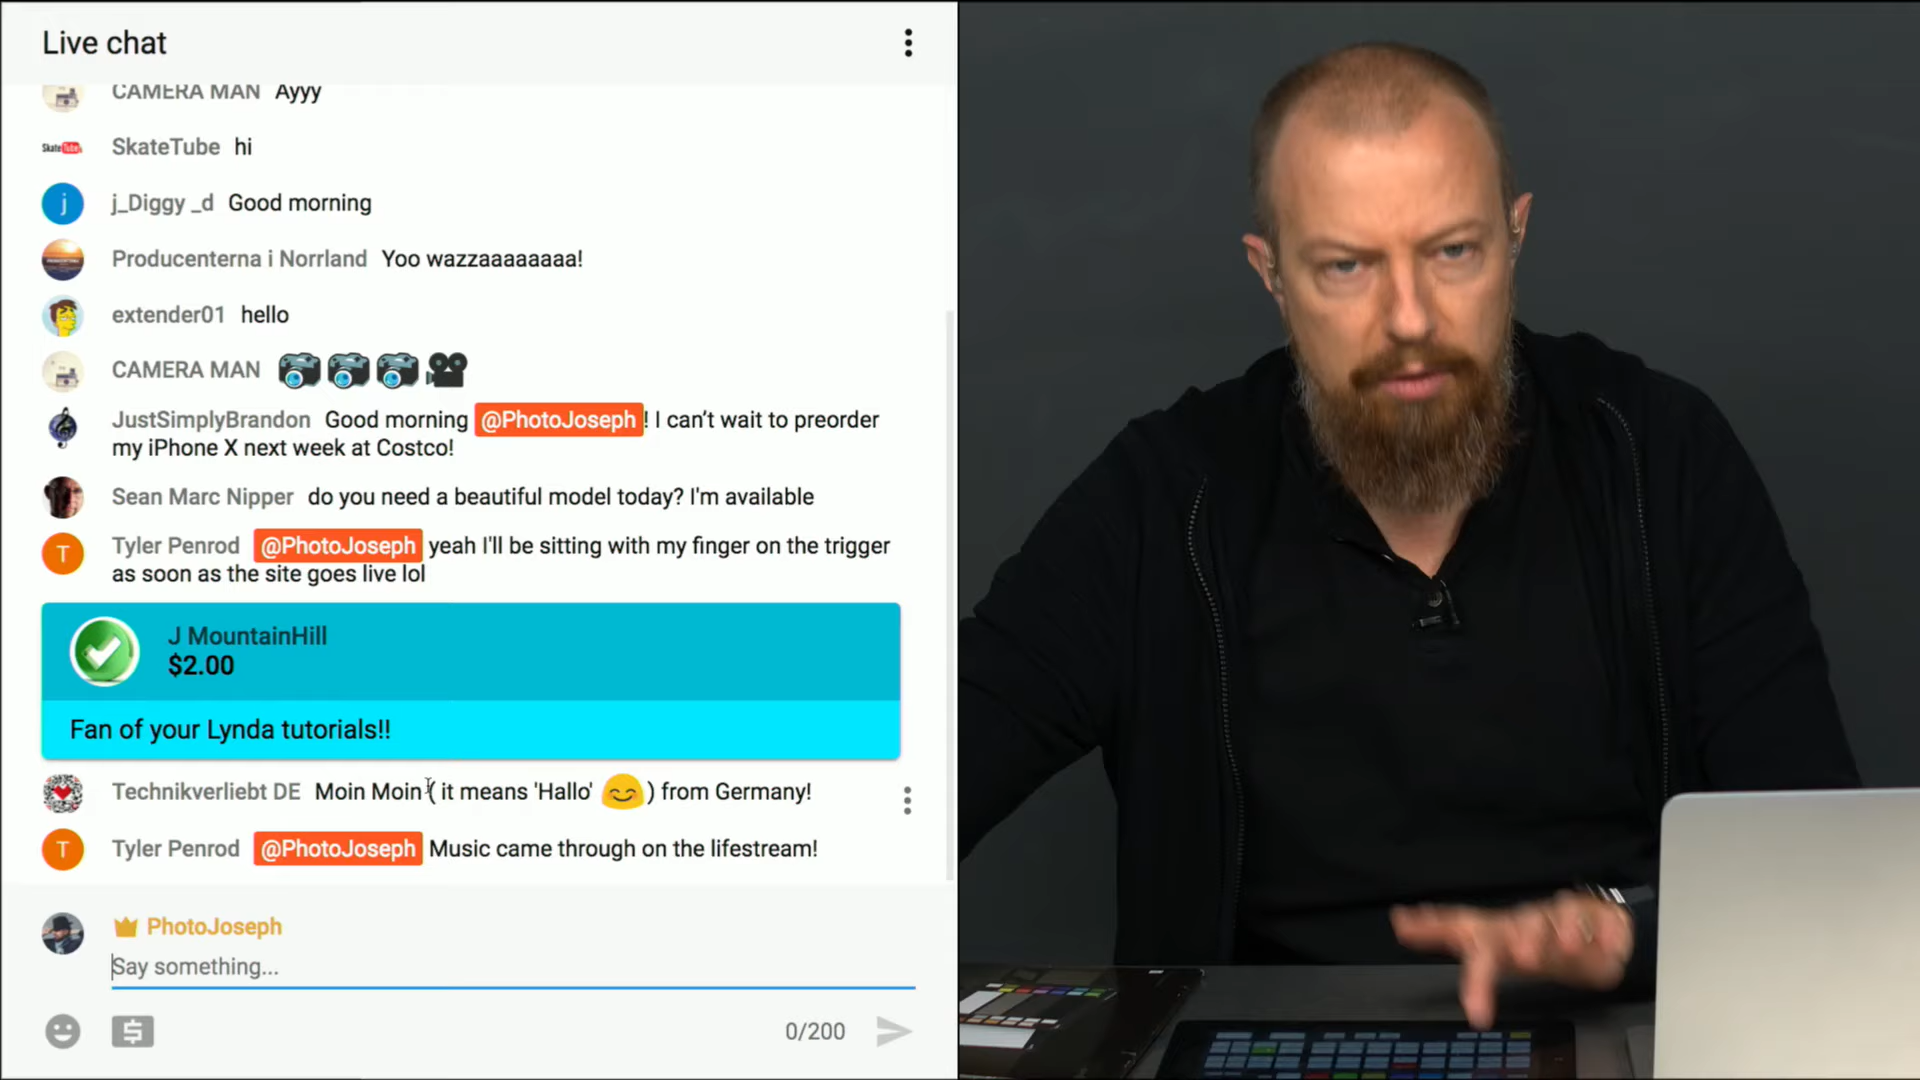 Live chat
CAMERA MAN Ayyy
SkateTube
SkateTube hi
j
j_Diggy _d Good morning
Producenterna i Norrland Yoo wazzaaaaaaaa!
extender01 hello
CAMERA MAN 📷📷📷🎥
JustSimplyBrandon Good morning @PhotoJoseph! I can't wait to preorder
my iPhone X next week at Costco!
Sean Marc Nipper do you need a beautiful model today? I'm available
T
Tyler Penrod @PhotoJoseph yeah I'll be sitting with my finger on the trigger
as soon as the site goes live lol
J MountainHill
$2.00
Fan of your Lynda tutorials!!
Technikverliebt DE Moin Moin ( it means 'Hallo' 😊 ) from Germany!
T
Tyler Penrod @PhotoJoseph Music came through on the lifestream!
PhotoJoseph
Say something...
0/200